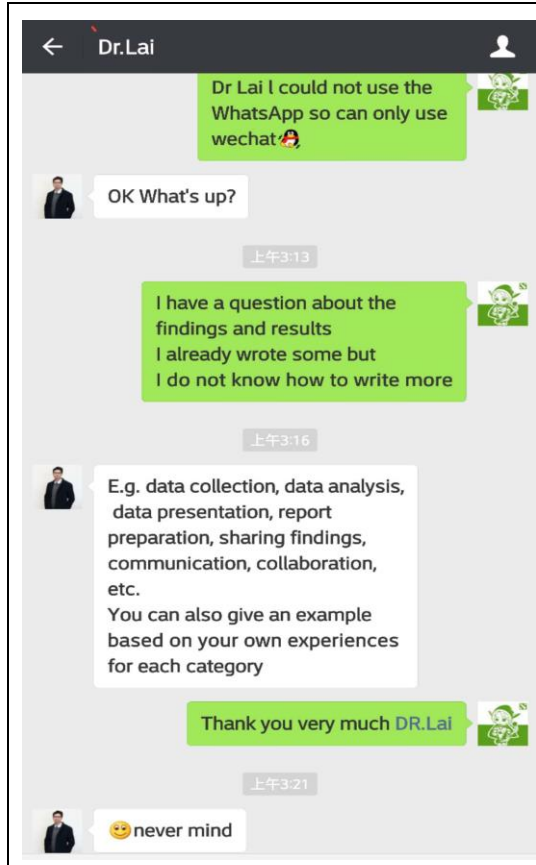 Dr.Lai
Dr Lai l could not use the
WhatsApp so can only use
wechat
OK What's up?
上午3:13
I have a question about the
findings and results
I already wrote some but
I do not know how to write more
上午3:16
E.g. data collection, data analysis,
data presentation, report
preparation, sharing findings,
communication, collaboration,
etc.
You can also give an example
based on your own experiences
for each category
Thank you very much DR.Lai
上午3:21
never mind